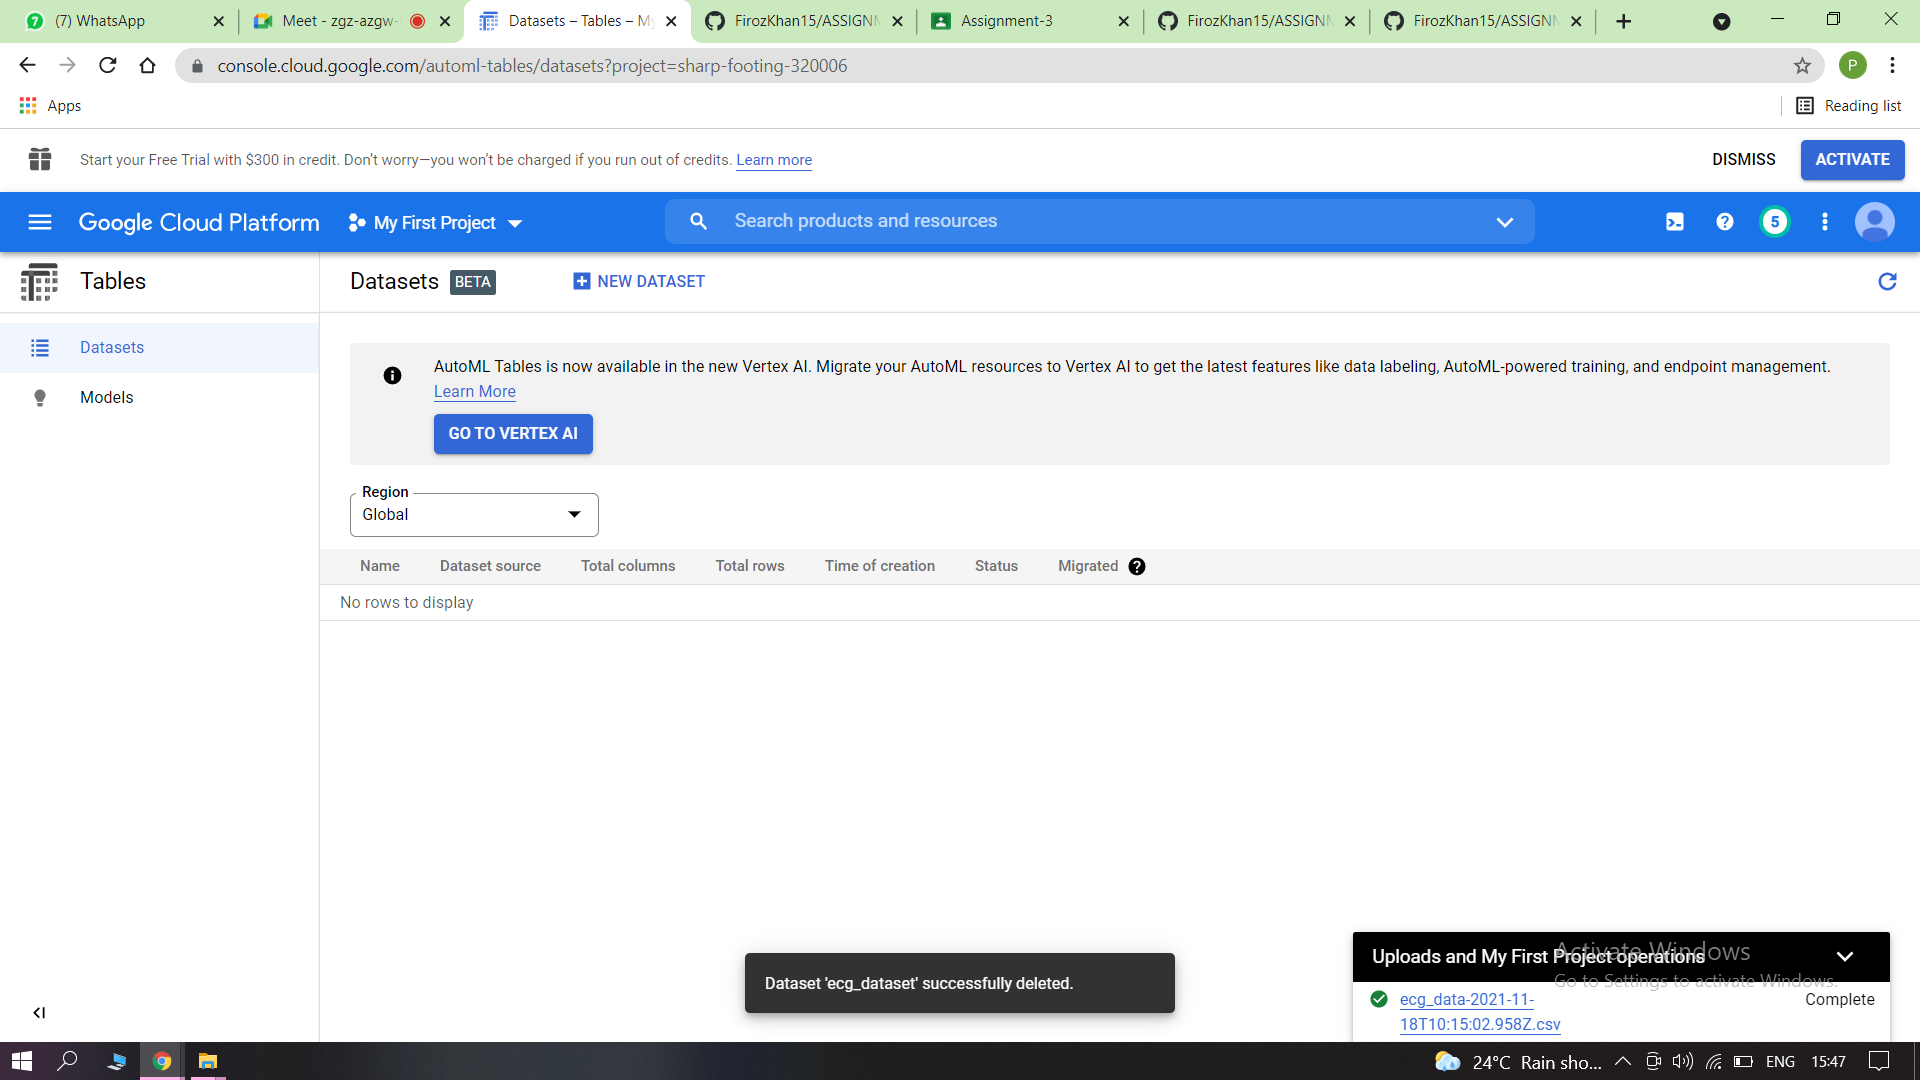 (7) WhatsApp
Meet - zgz-azgw-
Datasets – Tables – My
FirozKhan15/ASSIGNM
Assignment-3
FirozKhan15/ASSIGNM
FirozKhan15/ASSIGNM
console.cloud.google.com/automl-tables/datasets?project=sharp-footing-320006
P
Apps
Reading list
Start your Free Trial with $300 in credit. Don't worry—you won't be charged if you run out of credits. Learn more
DISMISS
ACTIVATE
Google Cloud Platform
My First Project
Search products and resources
5
Tables
Datasets BETA
NEW DATASET
Datasets
Models
AutoML Tables is now available in the new Vertex AI. Migrate your AutoML resources to Vertex AI to get the latest features like data labeling, AutoML-powered training, and endpoint management.
Learn More
GO TO VERTEX AI
Region
Global
Name Dataset source Total columns Total rows Time of creation Status Migrated
No rows to display
Dataset 'ecg_dataset' successfully deleted.
Uploads and My First Project operations
Activate Windows
Go to Settings to activate Windows.
ecg_data-2021-11-
18T10:15:02.958Z.csv
Complete
24°C Rain sho...
ENG
15:47